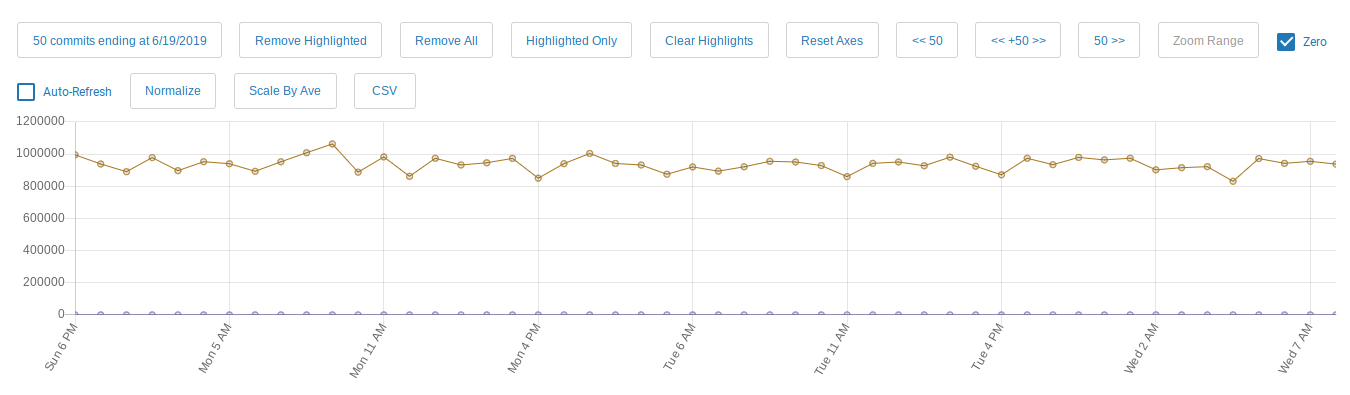 50 commits ending at 6/19/2019 Remove Highlighted Remove All Highlighted Only Clear Highlights Reset Axes << 50 << +50 >> 50 >> Zoom Range Zero
Auto-Refresh Normalize Scale By Ave CSV
1200000
1000000
800000
600000
400000
200000
0
Sun 6 PM Mon 5 AM Mon 11 AM Mon 4 PM Tue 6 AM Tue 11 AM Tue 4 PM Wed 2 AM Wed 7 AM